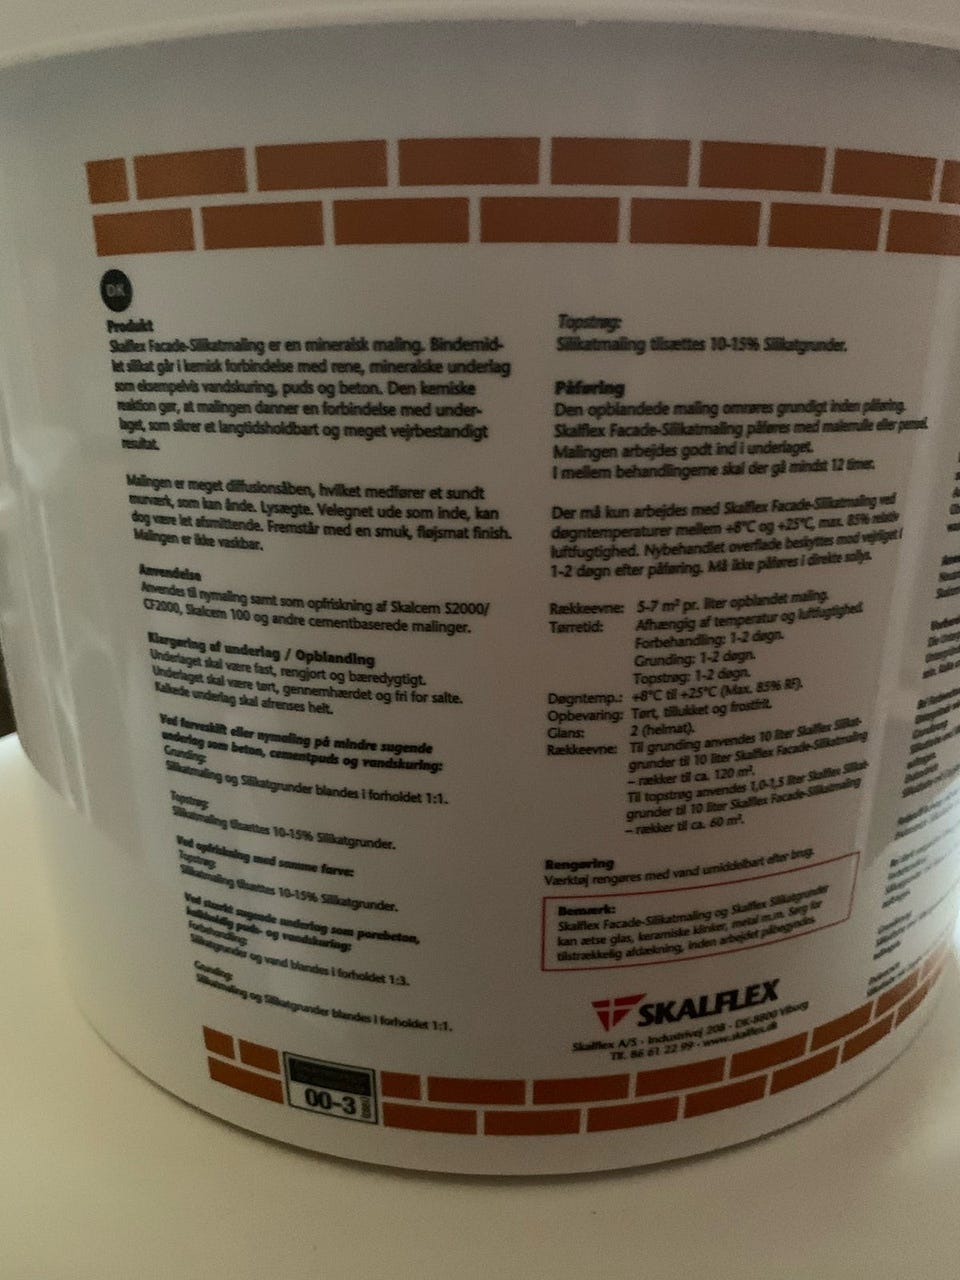 DK
Produkt
Skalflex Facade-Silikatmaling er en mineralsk maling. Bindemid-
let silikat går i kemisk forbindelse med rene, mineralske underlag
som eksempelvis vandskuring, puds og beton. Den kemiske
reaktion gør, at malingen danner en forbindelse med under-
laget, som sikrer et langtidsholdbart og meget vejrbestandigt
resultat.
Malingen er meget diffusionsåben, hvilket medfører et sundt
murværk, som kan ånde. Lysægte. Velegnet ude som inde, kan
dog være let afsmittende. Fremstår med en smuk, fløjsmat finish.
Malingen er ikke vaskbar.
Anvendelse
Anvendes til nymaling samt som opfriskning af Skalcem S2000/
CF2000, Skalcem 100 og andre cementbaserede malinger.
Klargøring af underlag / Opblanding
Underlaget skal være fast, rengjort og bæredygtigt.
Underlaget skal være tørt, gennemhærdet og fri for salte.
Kalkede underlag skal afrenses helt.
Ved farveskift eller nymaling på mindre sugende
underlag som beton, cementpuds og vandskuring:
Grunding:
Silikatmaling og Silikatgrunder blandes i forholdet 1:1.
Topstrøg:
Silikatmaling tilsættes 10-15% Silikatgrunder.
Ved opfriskning med samme farve:
Topstrøg:
Silikatmaling tilsættes 10-15% Silikatgrunder.
Ved stærkt sugende underlag som porebeton,
kalkholdig puds- og vandskuring:
Forbehandling:
Silikatgrunder og vand blandes i forholdet 1:3.
Grunding:
Silikatmaling og Silikatgrunder blandes i forholdet 1:1.
Topstrøg:
Silikatmaling tilsættes 10-15% Silikatgrunder.
Påføring
Den opblandede maling omrøres grundigt inden påføring.
Skalflex Facade-Silikatmaling påføres med malerrulle eller pensel.
Malingen arbejdes godt ind i underlaget.
I mellem behandlingerne skal der gå mindst 12 timer.
Der må kun arbejdes med Skalflex Facade-Silikatmaling ved
døgntemperaturer mellem +8°C og +25°C, max. 85% relativ
luftfugtighed. Nybehandlet overflade beskyttes mod vejrliget i
1-2 døgn efter påføring. Må ikke påføres i direkte sollys.
Rækkeevne: 5-7 m² pr. liter opblandet maling.
Tørretid: Afhængig af temperatur og luftfugtighed.
Forbehandling: 1-2 døgn.
Grunding: 1-2 døgn.
Topstrøg: 1-2 døgn.
Døgntemp.: +8°C til +25°C (Max. 85% RF).
Opbevaring: Tørt, tillukket og frostfrit.
Glans: 2 (helmat).
Rækkeevne: Til grunding anvendes 10 liter Skalflex Silikat-
grunder til 10 liter Skalflex Facade-Silikatmaling
– rækker til ca. 120 m².
Til topstrøg anvendes 1,0-1,5 liter Skalflex Silikat-
grunder til 10 liter Skalflex Facade-Silikatmaling
– rækker til ca. 60 m².
Rengøring
Værktøj rengøres med vand umiddelbart efter brug.
Bemærk:
Skalflex Facade-Silikatmaling og Skalflex Silikatgrunder
kan ætse glas, keramiske klinker, metal m.m. Sørg for
tilstrækkelig afdækning, inden arbejdet påbegyndes.
SKALFLEX
Skalflex A/S - Industrivej 208 - DK-8800 Viborg
Tlf. 86 61 22 99 - www.skalflex.dk
00-3